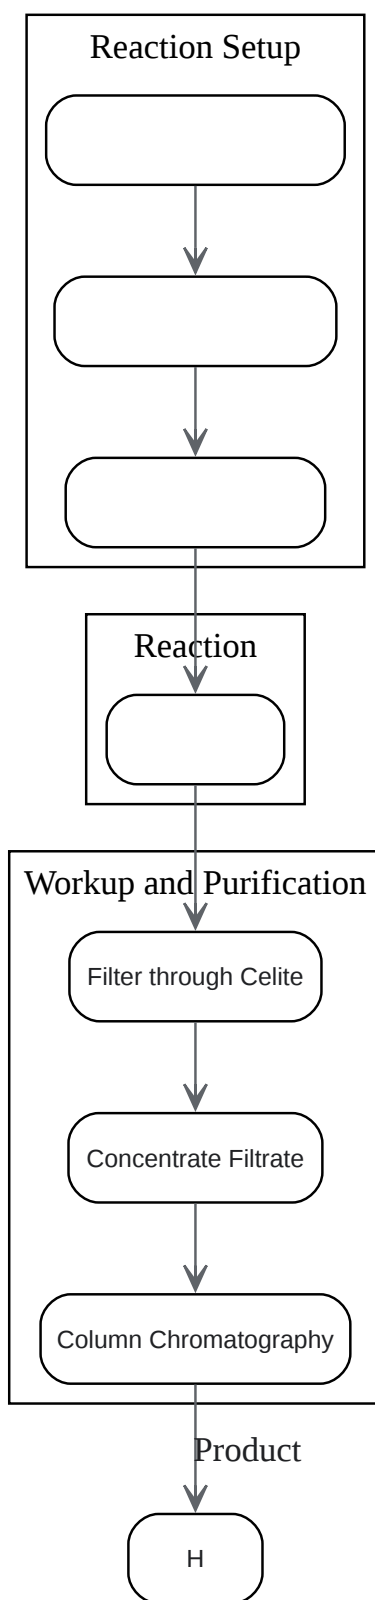 Reaction Setup
Reaction
Workup and Purification
Filter through Celite
Concentrate Filtrate
Column Chromatography
Product
H